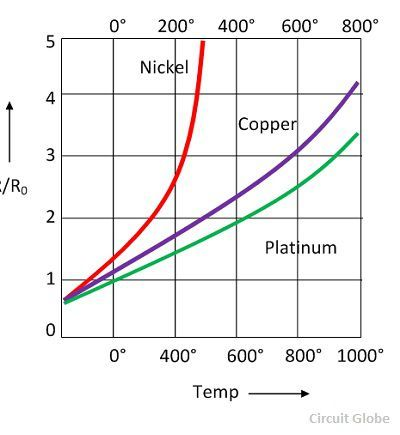 0° 200° 400° 600° 800°
5
Nickel
4
Copper
3
/R₀
2
Platinum
1
0
0° 400° 600° 800° 1000°
Temp
Circuit Globe